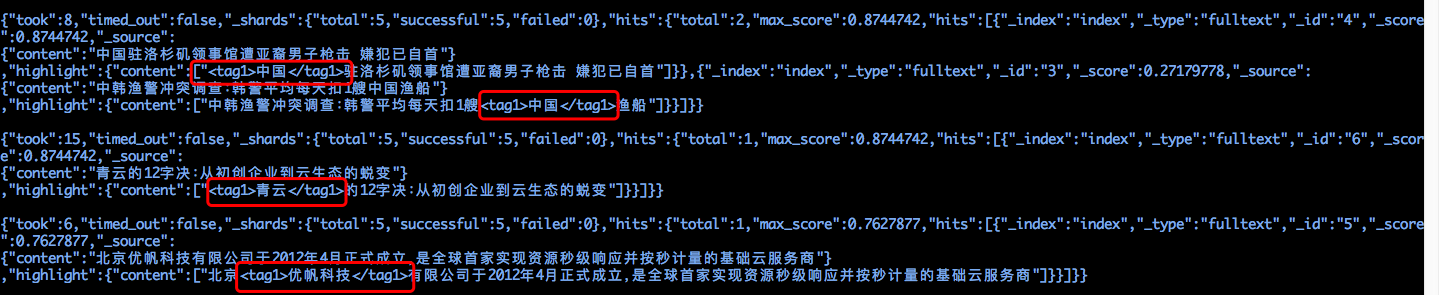 {"took":8,"timed_out":false,"_shards":{"total":5,"successful":5,"failed":0},"hits":{"total":2,"max_score":0.8744742,"hits":[{"_index":"index","_type":"fulltext","_id":"4","_score
":0.8744742,"_source":
{"content":"中国驻洛杉矶领事馆遭亚裔男子枪击 嫌犯已自首"}
,"highlight":{"content":["<tag1>中国</tag1>驻洛杉矶领事馆遭亚裔男子枪击 嫌犯已自首"]}},{"_index":"index","_type":"fulltext","_id":"3","_score":0.27179778,"_source":
{"content":"中韩渔警冲突调查:韩警平均每天扣1艘中国渔船"}
,"highlight":{"content":["中韩渔警冲突调查:韩警平均每天扣1艘<tag1>中国</tag1>渔船"]}}]}}
{"took":15,"timed_out":false,"_shards":{"total":5,"successful":5,"failed":0},"hits":{"total":1,"max_score":0.8744742,"hits":[{"_index":"index","_type":"fulltext","_id":"6","_scor
e":0.8744742,"_source":
{"content":"青云的12字决:从初创企业到云生态的蜕变"}
,"highlight":{"content":["<tag1>青云</tag1>的12字决:从初创企业到云生态的蜕变"]}}]}}
{"took":6,"timed_out":false,"_shards":{"total":5,"successful":5,"failed":0},"hits":{"total":1,"max_score":0.7627877,"hits":[{"_index":"index","_type":"fulltext","_id":"5","_score
":0.7627877,"_source":
{"content":"北京优帆科技有限公司于2012年4月正式成立,是全球首家实现资源秒级响应并按秒计量的基础云服务商"}
,"highlight":{"content":["北京<tag1>优帆科技</tag1>有限公司于2012年4月正式成立,是全球首家实现资源秒级响应并按秒计量的基础云服务商"]}}]}}